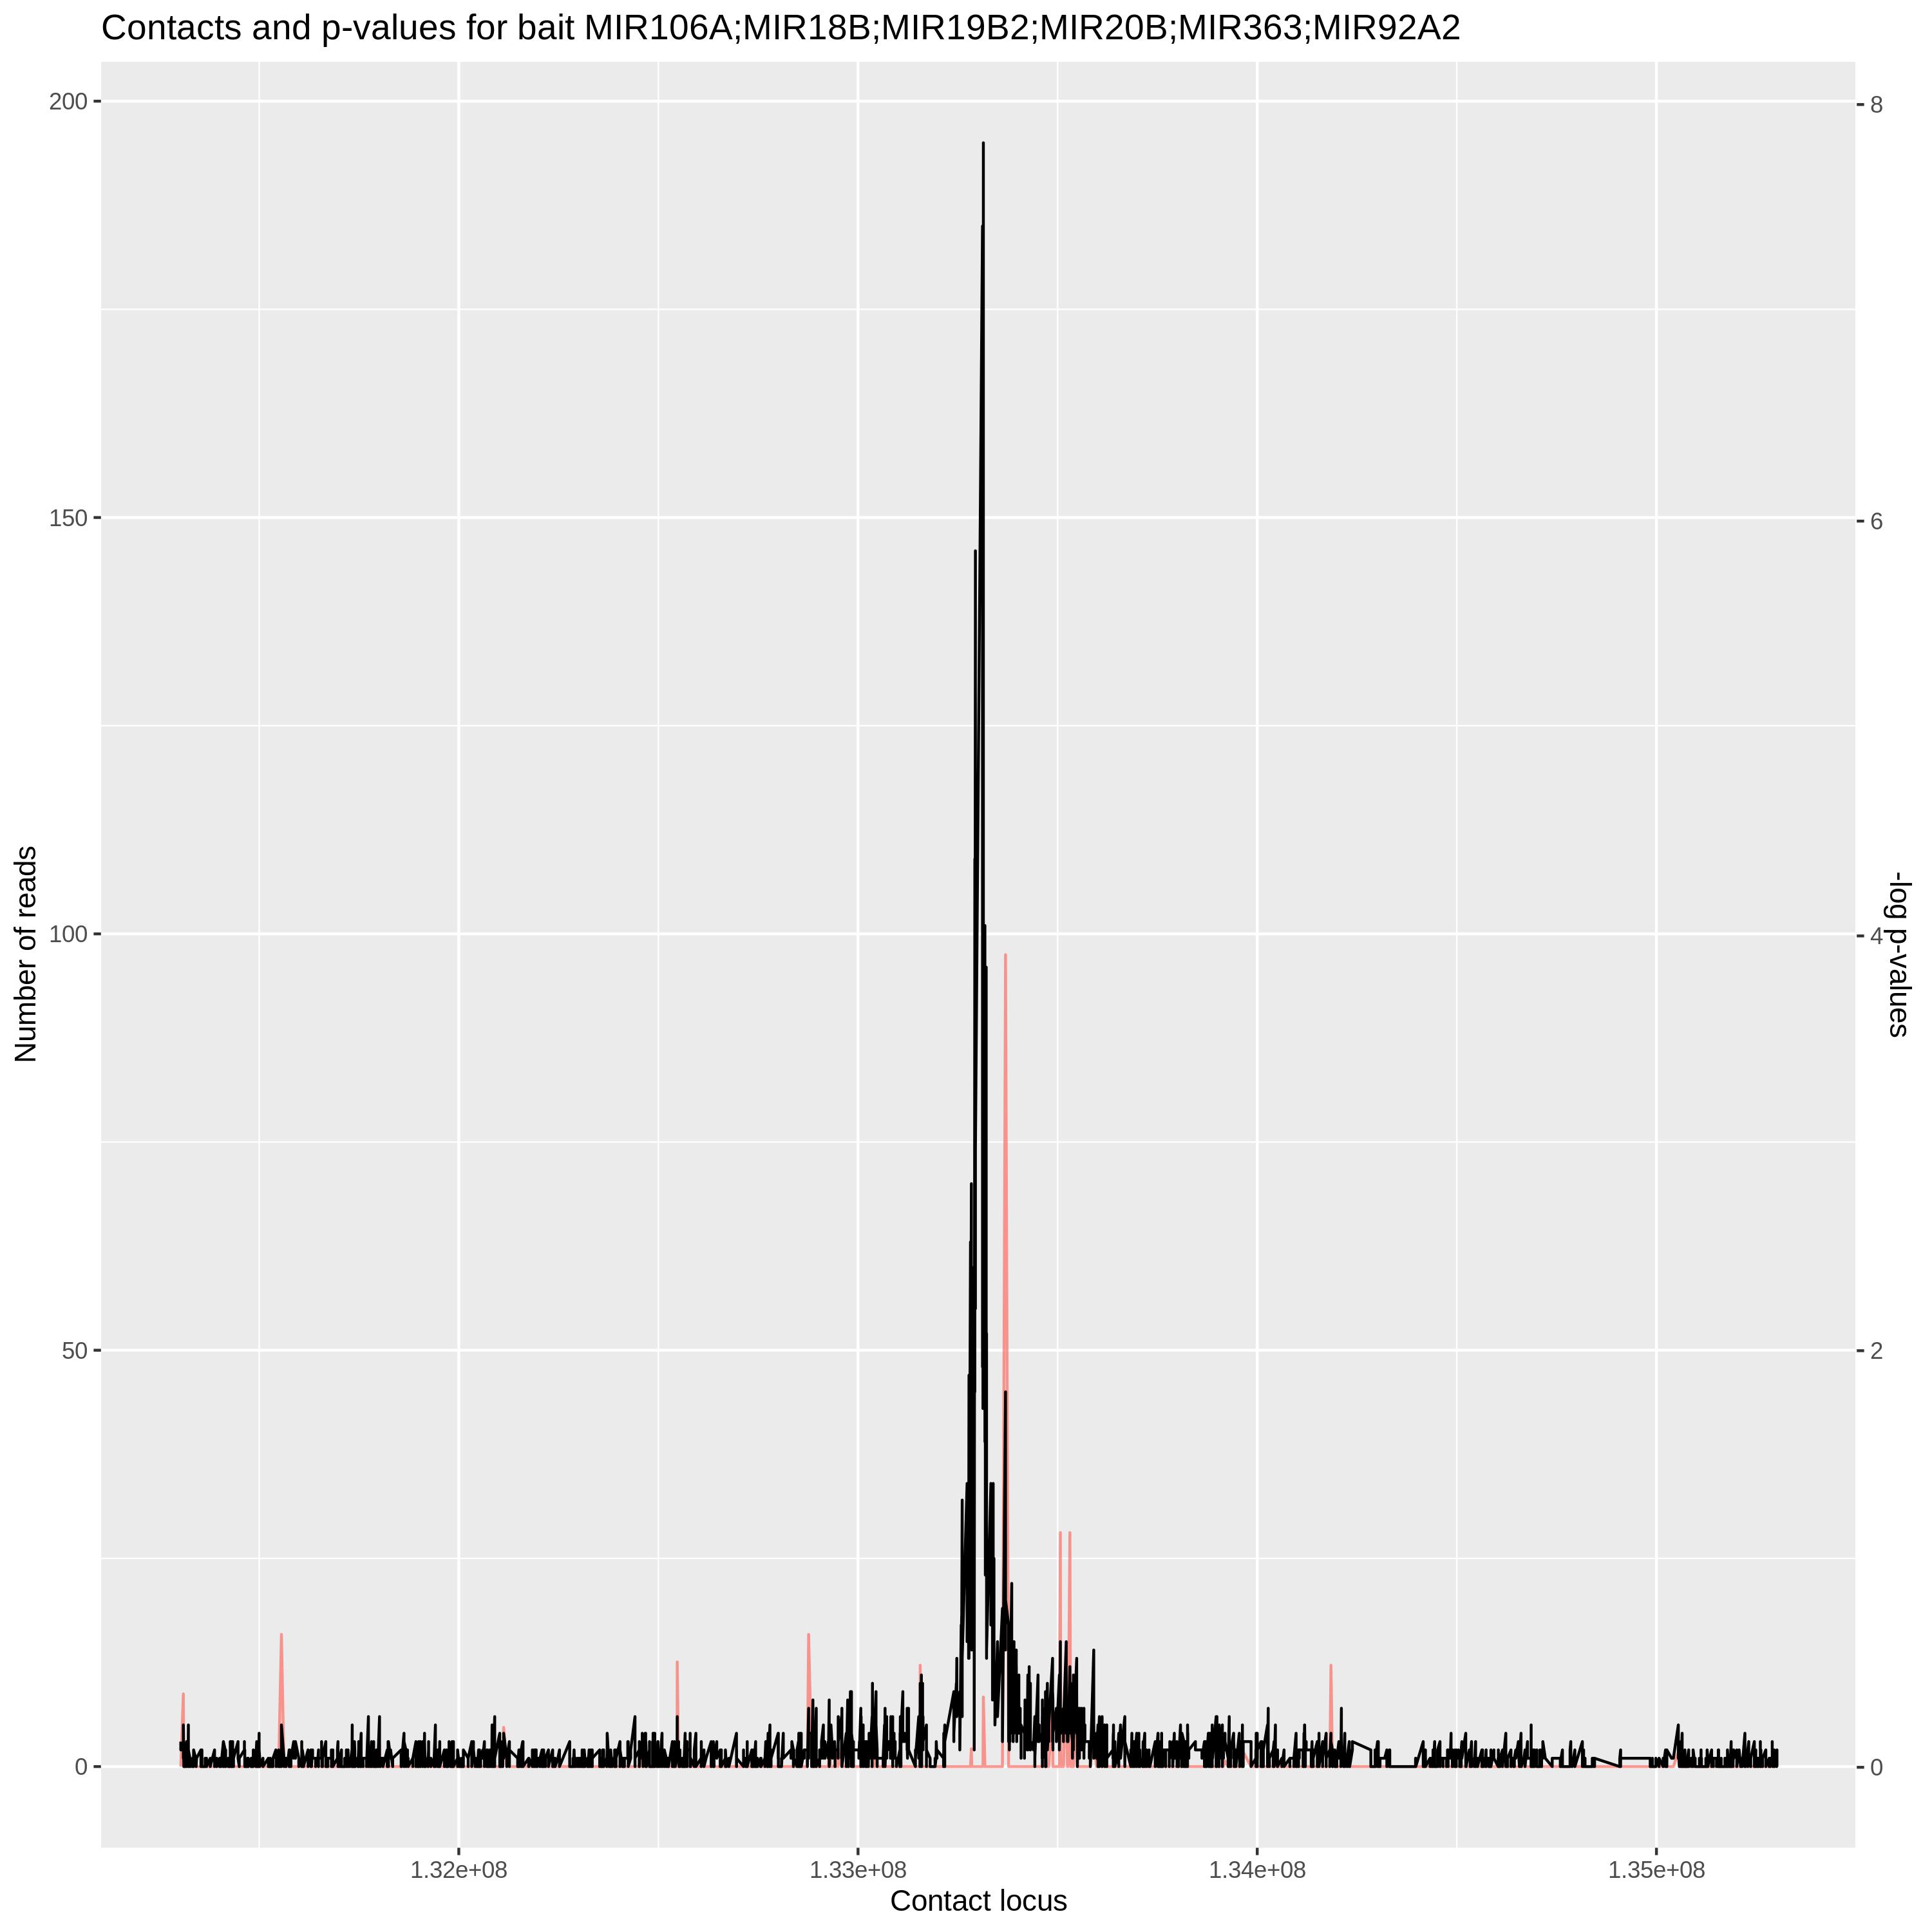 Contacts and p-values for bait MIR106A;MIR18B;MIR19B2;MIR20B;MIR363;MIR92A2
200
150
100
50
0
Number of reads
8
6
4
2
0
-log p-values
1.32e+08
1.33e+08
1.34e+08
1.35e+08
Contact locus